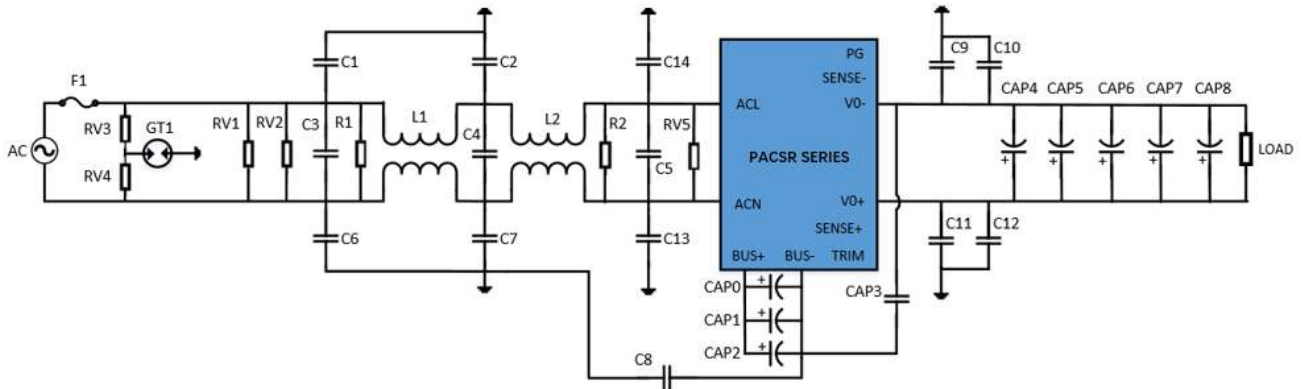 F1
AC
RV3
GT1
RV4
RV1
RV2
C1
C3
R1
C6
L1
C2
C4
C7
L2
R2
C14
C5
C13
RV5
PG
SENSE-
ACL
V0-
PACSR SERIES
ACN
V0+
SENSE+
BUS+ BUS- TRIM
CAP0
+
CAP1
+
CAP2
+
C8
CAP3
C9
C10
C11
C12
CAP4 CAP5 CAP6 CAP7 CAP8
+ + + + +
LOAD